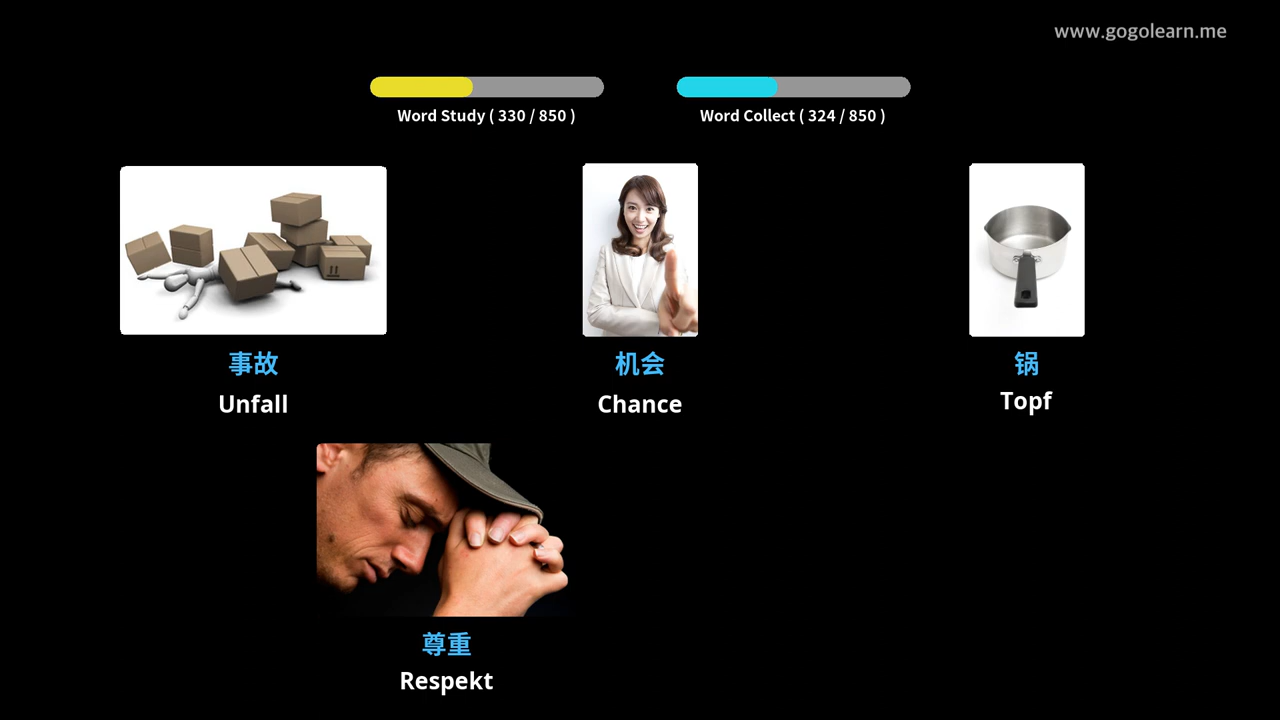 www.gogolearn.me
Word Study ( 330 / 850 )
Word Collect ( 324 / 850 )
事故
Unfall
机会
Chance
锅
Topf
尊重
Respekt